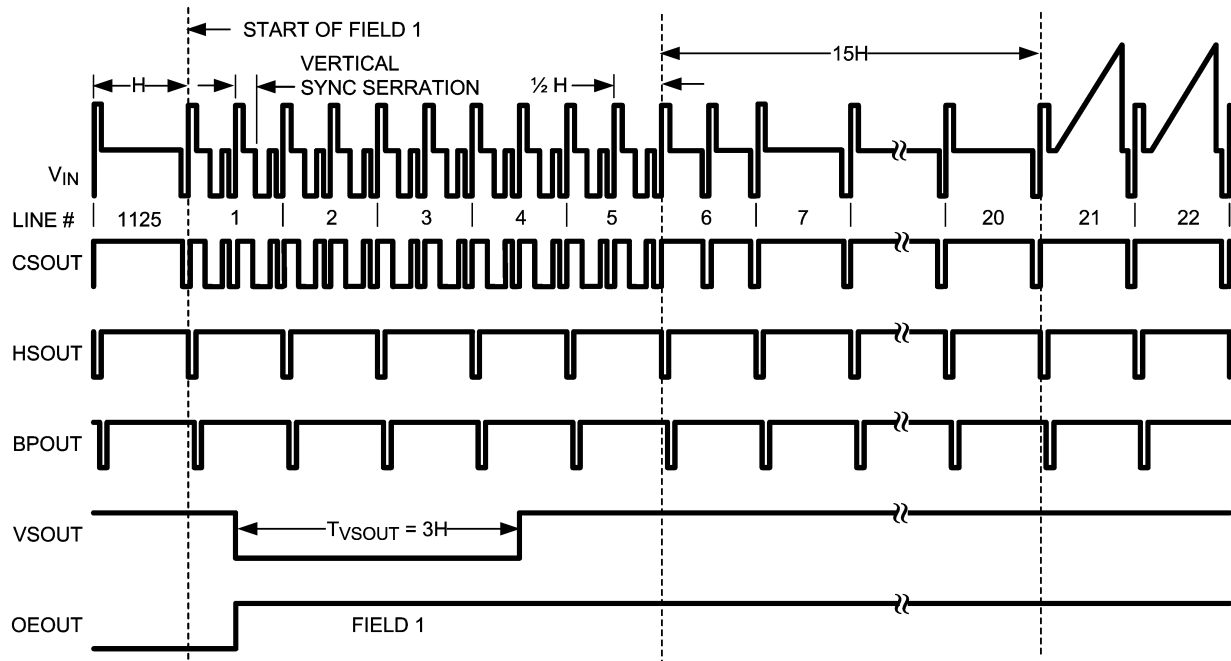 START OF FIELD 1
H
VERTICAL
SYNC SERRATION
½ H
15H
VIN
LINE # 1125 1 2 3 4 5 6 7 20 21 22
CSOUT
HSOUT
BPOUT
VSOUT
TVSOUT = 3H
OEOUT
FIELD 1